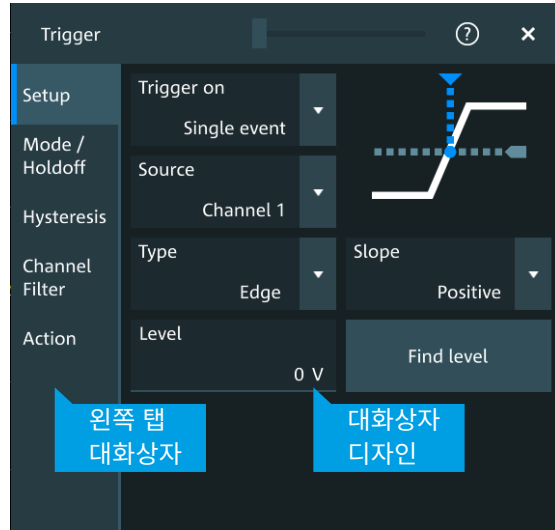 Trigger
?
×
Setup
Mode /
Holdoff
Hysteresis
Channel
Filter
Action
Trigger on
Single event
Source
Channel 1
Type
Edge
Slope
Positive
Level
0 V
Find level
왼쪽 탭
대화상자
대화상자
디자인